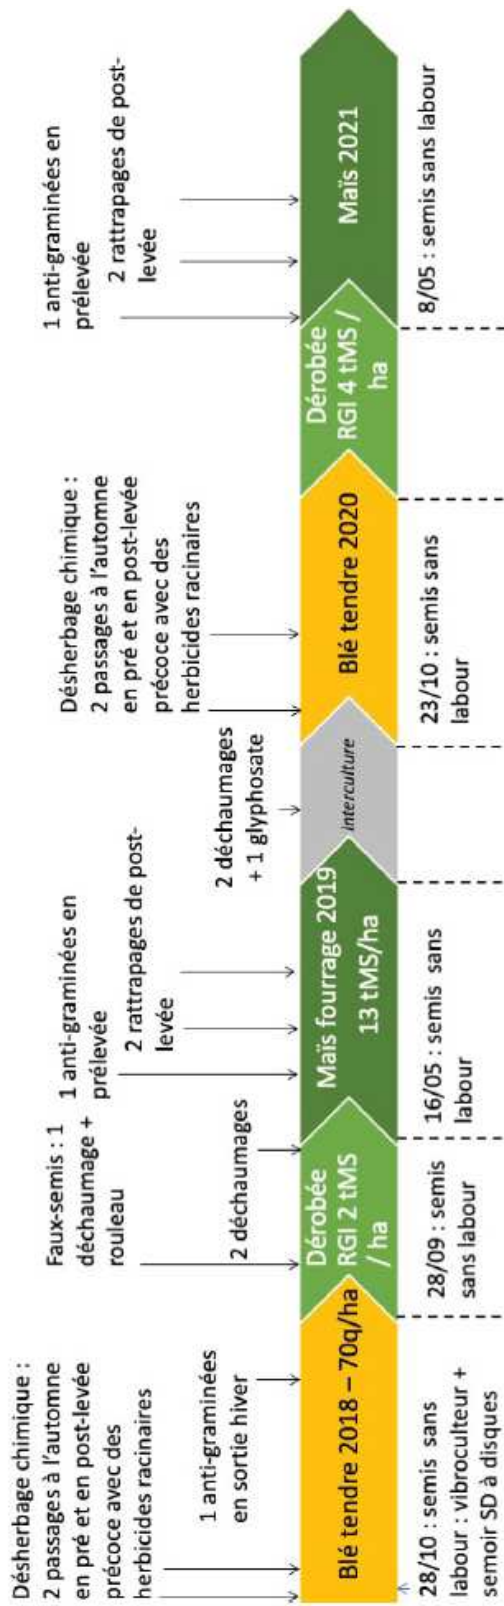 Désherbage chimique :
2 passages à l'automne
en pré et en post-levée
précoce avec des
herbicides racinaires
1 anti-graminées
en sortie hiver
Faux-semis : 1
déchaumage +
rouleau
2 déchaumages
1 anti-graminées en
prélevée
2 rattrapages de post-
levée
2 déchaumages
+ 1 glyphosate
Désherbage chimique :
2 passages à l'automne
en pré et en post-levée
précoce avec des
herbicides racinaires
1 anti-graminées en
prélevée
2 rattrapages de post-
levée
Blé tendre 2018 – 70q/ha
Dérobée
RGI 2 tMS
/ ha
Maïs fourrage 2019
13 tMS/ha
interculture
Blé tendre 2020
Dérobée
RGI 4 tMS /
ha
Maïs 2021
28/10 : semis sans
labour : vibroculteur +
semoir SD à disques
28/09 : semis
sans labour
16/05 : semis sans
labour
23/10 : semis sans
labour
8/05 : semis sans labour